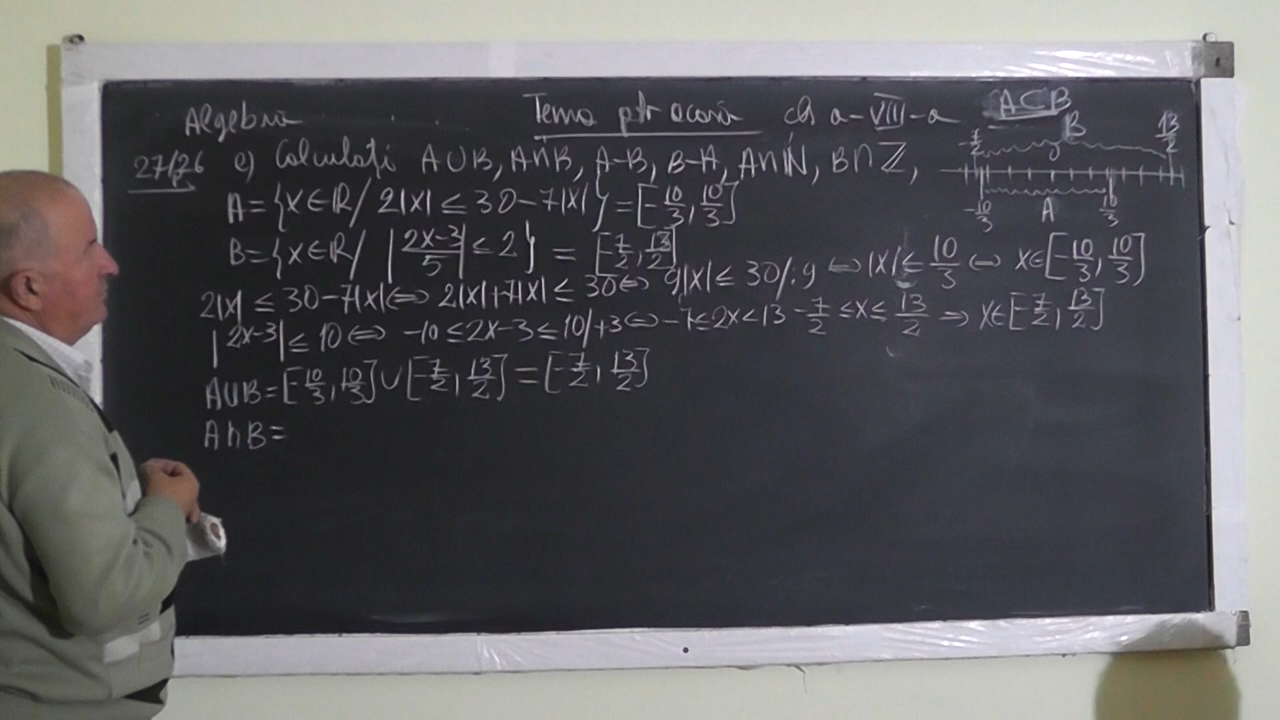 Algebra Tema ptr acasă cls a-VIII-a A⊂B
27/26 e) Calculați A∪B, A∩B, A-B, B-A, A∩ℕ, B∩ℤ,
-7/2 0 B 13/2
-10/3 A 10/3
A={x∈ℝ/ 2|x| ≤ 30-7|x|}=[-10/3, 10/3]
B={x∈ℝ/ |2x-3/5| ≤ 2} = [-7/2, 13/2]
2|x| ≤ 30-7|x| ⇔ 2|x|+7|x| ≤ 30 ⇔ 9|x| ≤ 30/:9 ⇔ |x| ≤ 10/3 ⇔ x∈[-10/3, 10/3]
|2x-3| ≤ 10 ⇔ -10 ≤ 2x-3 ≤ 10/+3 ⇔ -7 ≤ 2x ≤ 13 -7/2 ≤ x ≤ 13/2 ⇒ x∈[-7/2, 13/2]
A∪B=[-10/3, 10/3]∪[-7/2, 13/2]=[-7/2, 13/2]
A∩B=